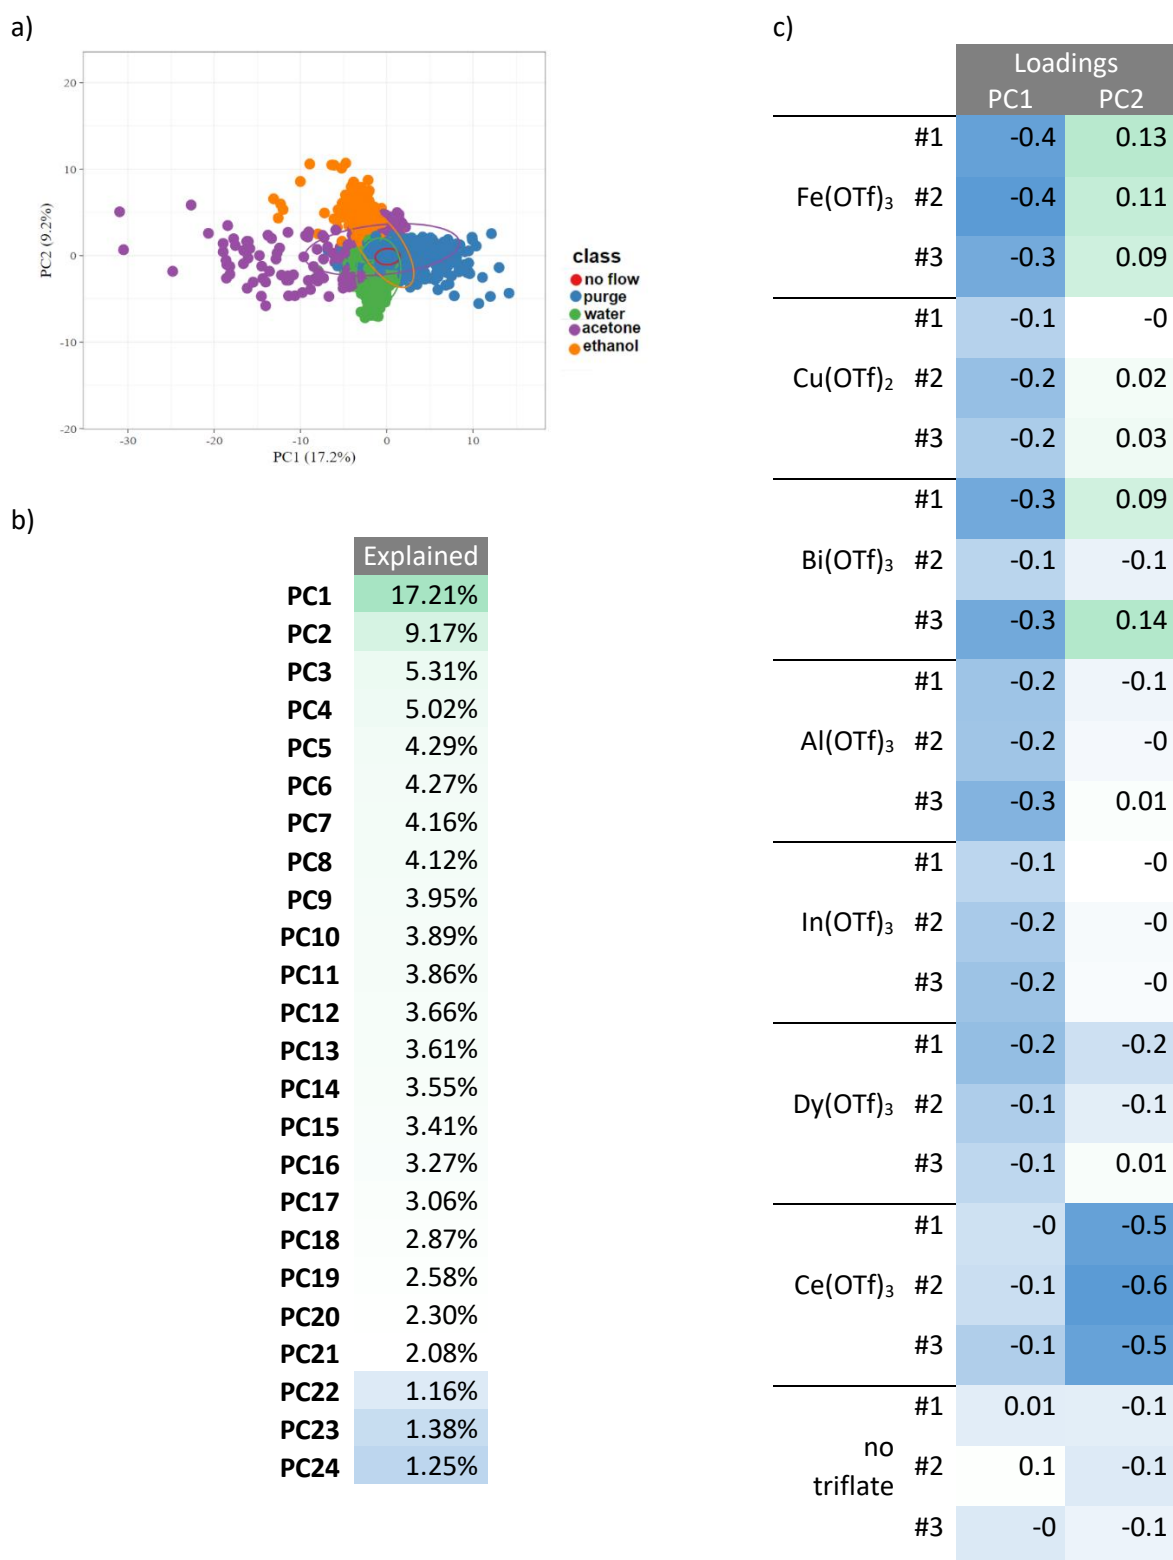 a)
20
10
0
-10
-20
-30
-20
-10
0
10
PC2 (9.2%)
PC1 (17.2%)
class
no flow
purge
water
acetone
ethanol
b)
Explained
PC1 17.21%
PC2 9.17%
PC3 5.31%
PC4 5.02%
PC5 4.29%
PC6 4.27%
PC7 4.16%
PC8 4.12%
PC9 3.95%
PC10 3.89%
PC11 3.86%
PC12 3.66%
PC13 3.61%
PC14 3.55%
PC15 3.41%
PC16 3.27%
PC17 3.06%
PC18 2.87%
PC19 2.58%
PC20 2.30%
PC21 2.08%
PC22 1.16%
PC23 1.38%
PC24 1.25%
c)
Loadings
PC1 PC2
#1 -0.4 0.13
Fe(OTf)₃ #2 -0.4 0.11
#3 -0.3 0.09
#1 -0.1 -0
Cu(OTf)₂ #2 -0.2 0.02
#3 -0.2 0.03
#1 -0.3 0.09
Bi(OTf)₃ #2 -0.1 -0.1
#3 -0.3 0.14
#1 -0.2 -0.1
Al(OTf)₃ #2 -0.2 -0
#3 -0.3 0.01
#1 -0.1 -0
In(OTf)₃ #2 -0.2 -0
#3 -0.2 -0
#1 -0.2 -0.2
Dy(OTf)₃ #2 -0.1 -0.1
#3 -0.1 0.01
#1 -0 -0.5
Ce(OTf)₃ #2 -0.1 -0.6
#3 -0.1 -0.5
#1 0.01 -0.1
no
triflate
#2 0.1 -0.1
#3 -0 -0.1